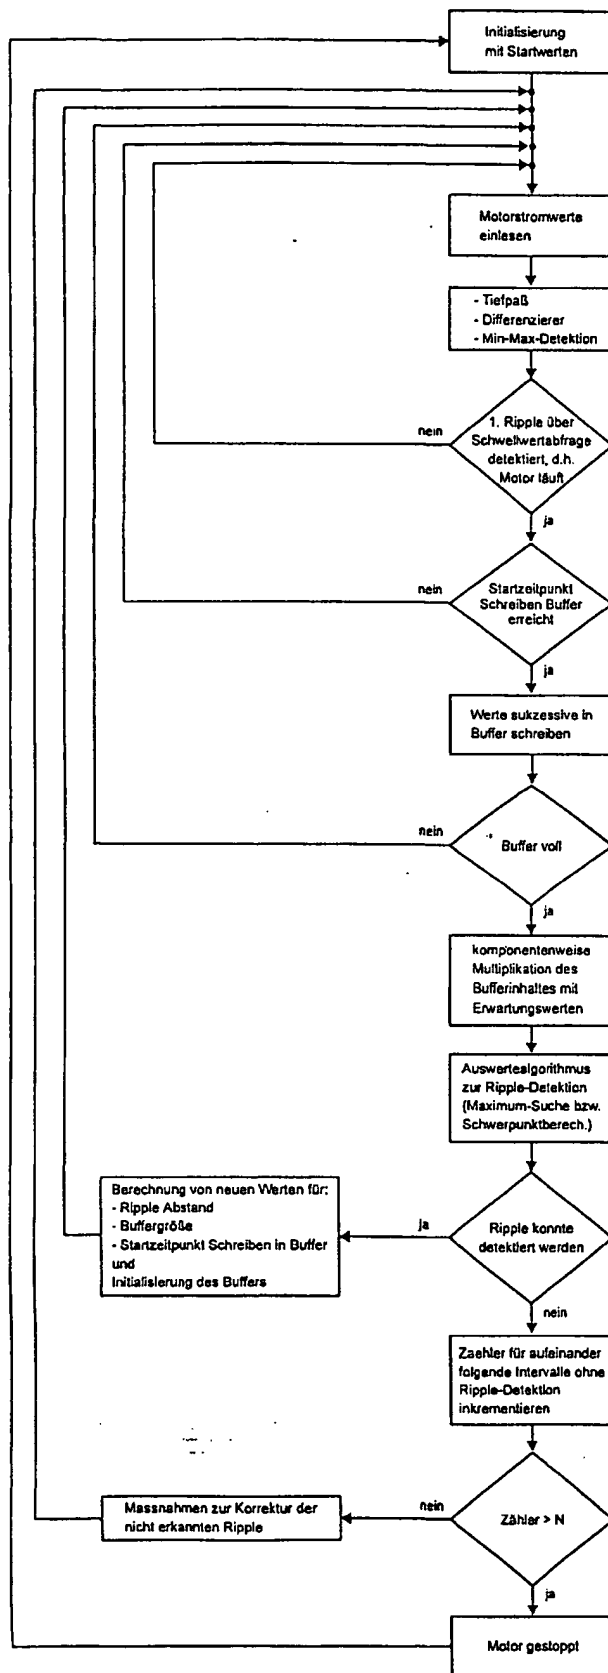 Initialisierung
mit Startwerten
Motorstromwerte
einlesen
- Tiefpaß
- Differenzierer
- Min-Max-Detektion
nein
1. Ripple über
Schwellwertabfrage
detektiert, d.h.
Motor läuft
ja
nein
Startzeitpunkt
Schreiben Buffer
erreicht
ja
Werte sukzessive in
Buffer schreiben
nein
Buffer voll
ja
komponentenweise
Multiplikation des
Bufferinhaltes mit
Erwartungswerten
Auswertealgorithmus
zur Ripple-Detektion
(Maximum-Suche bzw.
Schwerpunktberech.)
Berechnung von neuen Werten für:
- Ripple Abstand
- Buffergröße
- Startzeitpunkt Schreiben in Buffer
und
Initialisierung des Buffers
ja
Ripple konnte
detektiert werden
nein
Zaehler für aufeinander
folgende Intervalle ohne
Ripple-Detektion
inkrementieren
Massnahmen zur Korrektur der
nicht erkannten Ripple
nein
Zähler > N
ja
Motor gestoppt